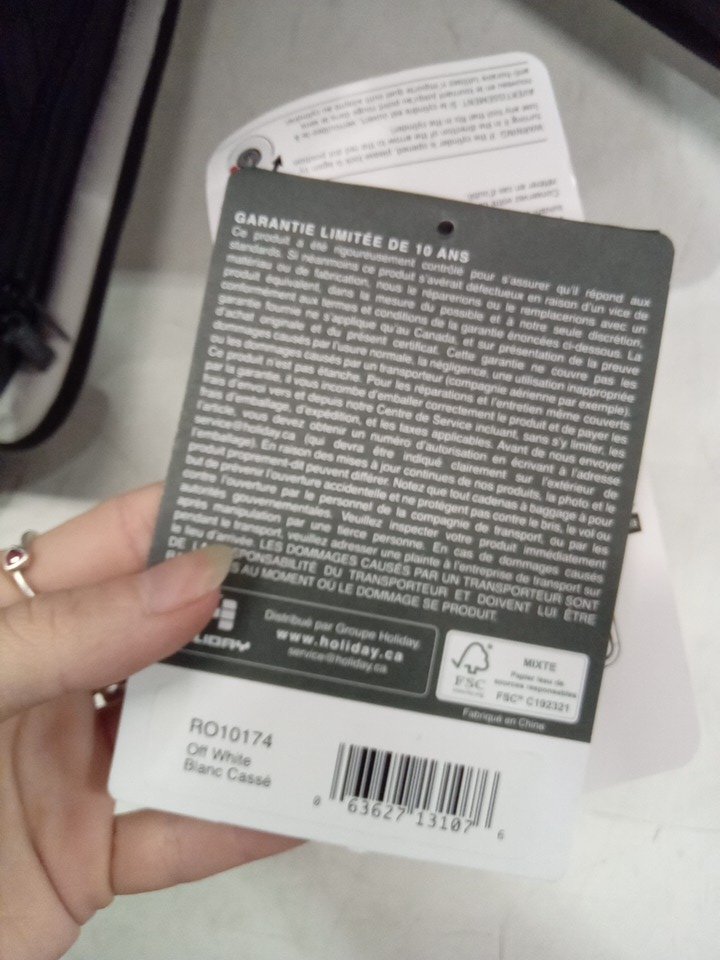 GARANTIE LIMITÉE DE 10 ANS
Ce produit a été rigoureusement contrôlé pour s'assurer qu'il répond aux
standards. Si néanmoins ce produit s'avérait défectueux en raison d'un vice de
matériau ou de fabrication, nous le réparerions ou le remplacerions avec un
produit équivalent, dans la mesure du possible et à notre seule discrétion,
conformément aux termes et conditions de la garantie énoncées ci-dessous. La
garantie fournie ne s'applique qu'au Canada, et sur présentation de la preuve
d'achat originale et du présent certificat. Cette garantie ne couvre pas les
dommages causés par l'usure normale, la négligence, une utilisation inappropriée
ou les dommages causés par un transporteur (compagnie aérienne par exemple).
Ce produit n'est pas étanche. Pour les réparations et l'entretien même couverts
par la garantie, il vous incombe d'emballer correctement le produit et de payer les
frais d'envoi vers et depuis notre Centre de Service incluant, sans s'y limiter, les
frais d'emballage, d'expédition, et les taxes applicables. Avant de nous envoyer
l'article, vous devez obtenir un numéro d'autorisation en écrivant à l'adresse
service@holiday.ca (qui devra être indiqué clairement sur l'extérieur de
l'emballage). En raison des mises à jour continues de nos produits, la photo et le
produit proprement-dit peuvent différer. Notez que tout cadenas à bagage a pour
but de prévenir l'ouverture accidentelle et ne protègent pas contre le bris, le vol ou
contre l'ouverture par le personnel de la compagnie de transport, ou par les
autorités gouvernementales. Veuillez inspecter votre produit immédiatement
après manipulation par une tierce personne. En cas de dommages causés
pendant le transport, veuillez adresser une plainte à l'entreprise de transport sur
le lieu d'arrivée. LES DOMMAGES CAUSÉS PAR UN TRANSPORTEUR SONT
DE LA RESPONSABILITÉ DU TRANSPORTEUR ET DOIVENT LUI ÊTRE
AU MOMENT OÙ LE DOMMAGE SE PRODUIT.
Distribué par Groupe Holiday
www.holiday.ca
service@holiday.ca
FSC
MIXTE
Papier issu de
sources responsables
FSC® C192321
Fabriqué en Chine
RO10174
Off White
Blanc Cassé
0 63627 13107 6